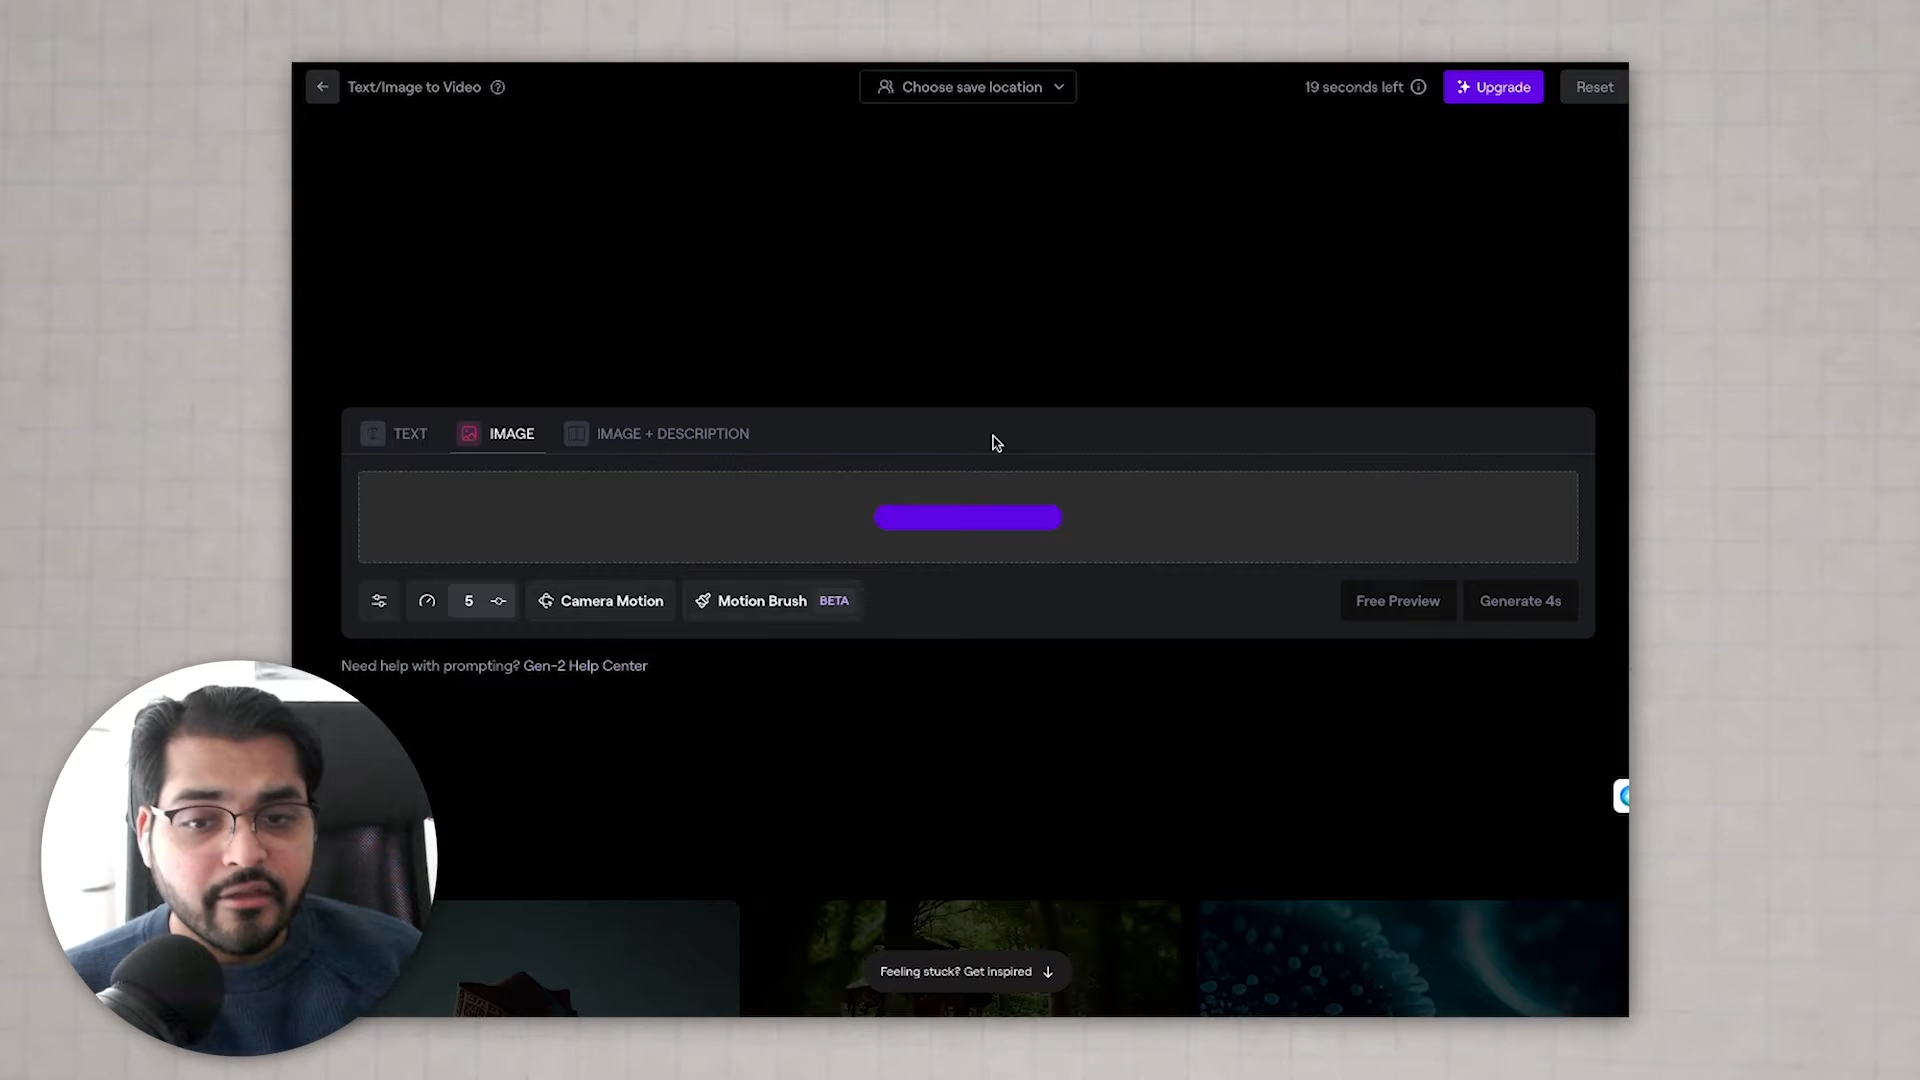 Text/Image to Video
Choose save location
19 seconds left
Upgrade
Reset
TEXT
IMAGE
IMAGE + DESCRIPTION
5
Camera Motion
Motion Brush BETA
Free Preview
Generate 4s
Need help with prompting? Gen-2 Help Center
Feeling stuck? Get inspired